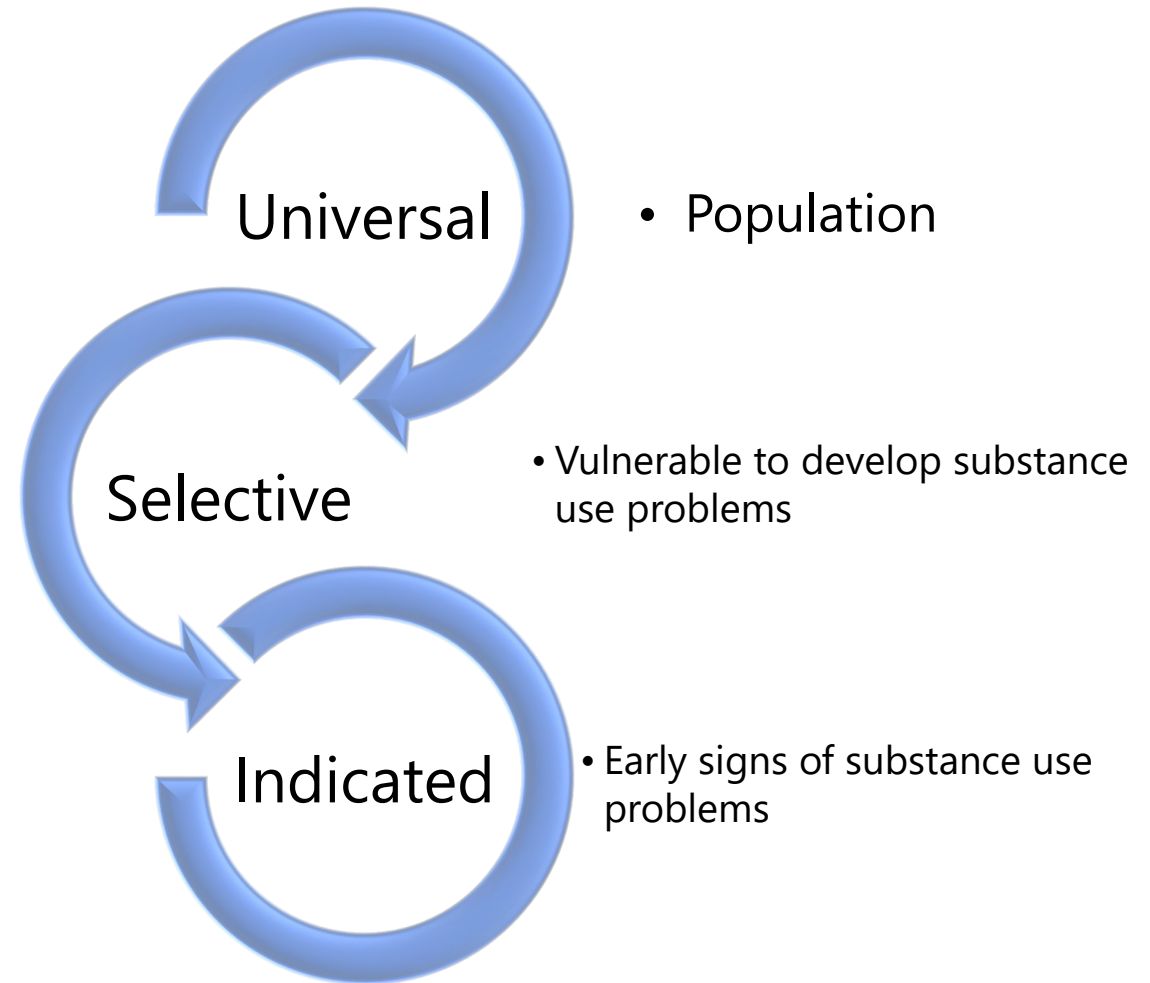 Universal
• Population
Selective
• Vulnerable to develop substance
use problems
Indicated
• Early signs of substance use
problems